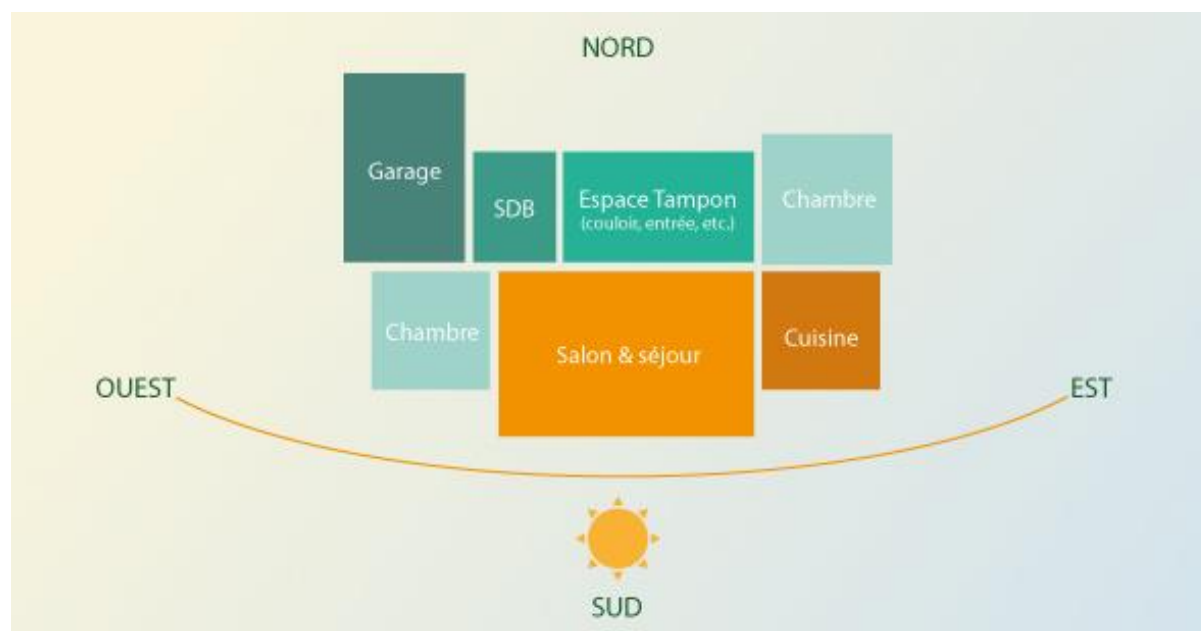 NORD
Garage
SDB
Espace Tampon
(couloir, entrée, etc.)
Chambre
Chambre
Salon & séjour
Cuisine
OUEST
EST
SUD